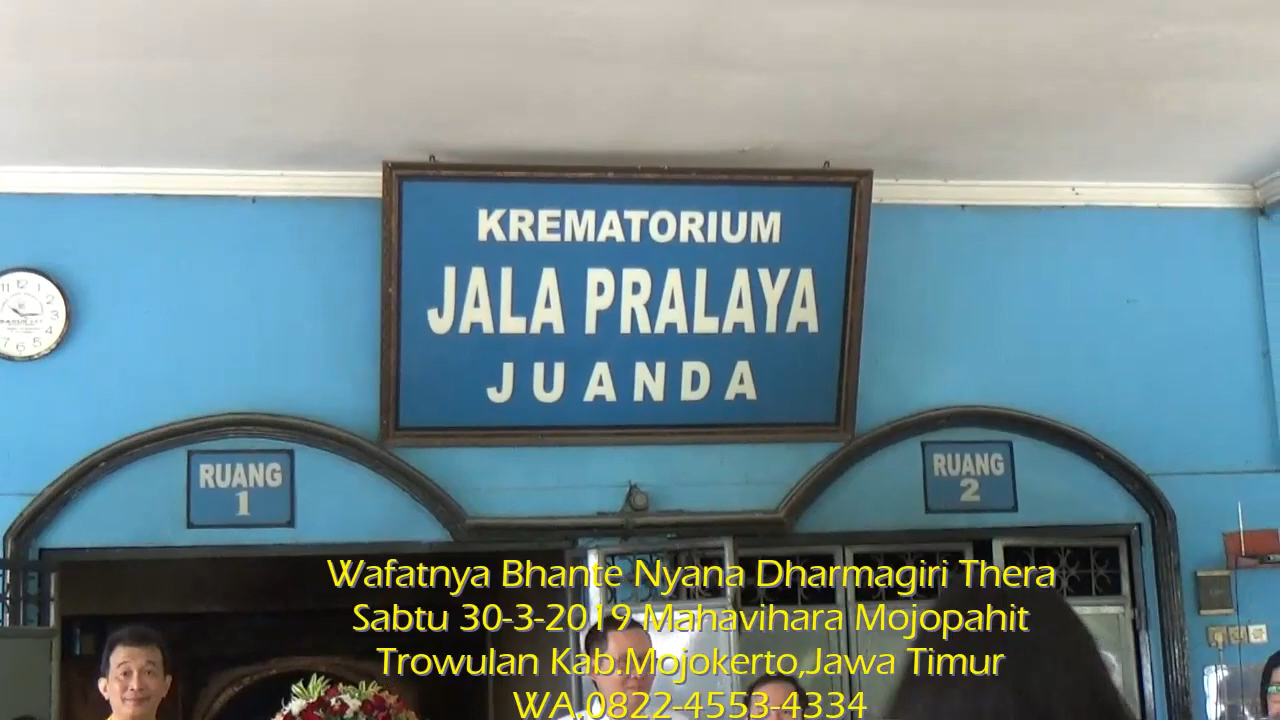 KREMATORIUM
JALA PRALAYA
JUANDA
RUANG
1
RUANG
2
Wafatnya Bhante Nyana Dharmagiri Thera
Sabtu 30-3-2019 Mahavihara Mojopahit
Trowulan Kab.Mojokerto,Jawa Timur
WA.0822-4553-4334